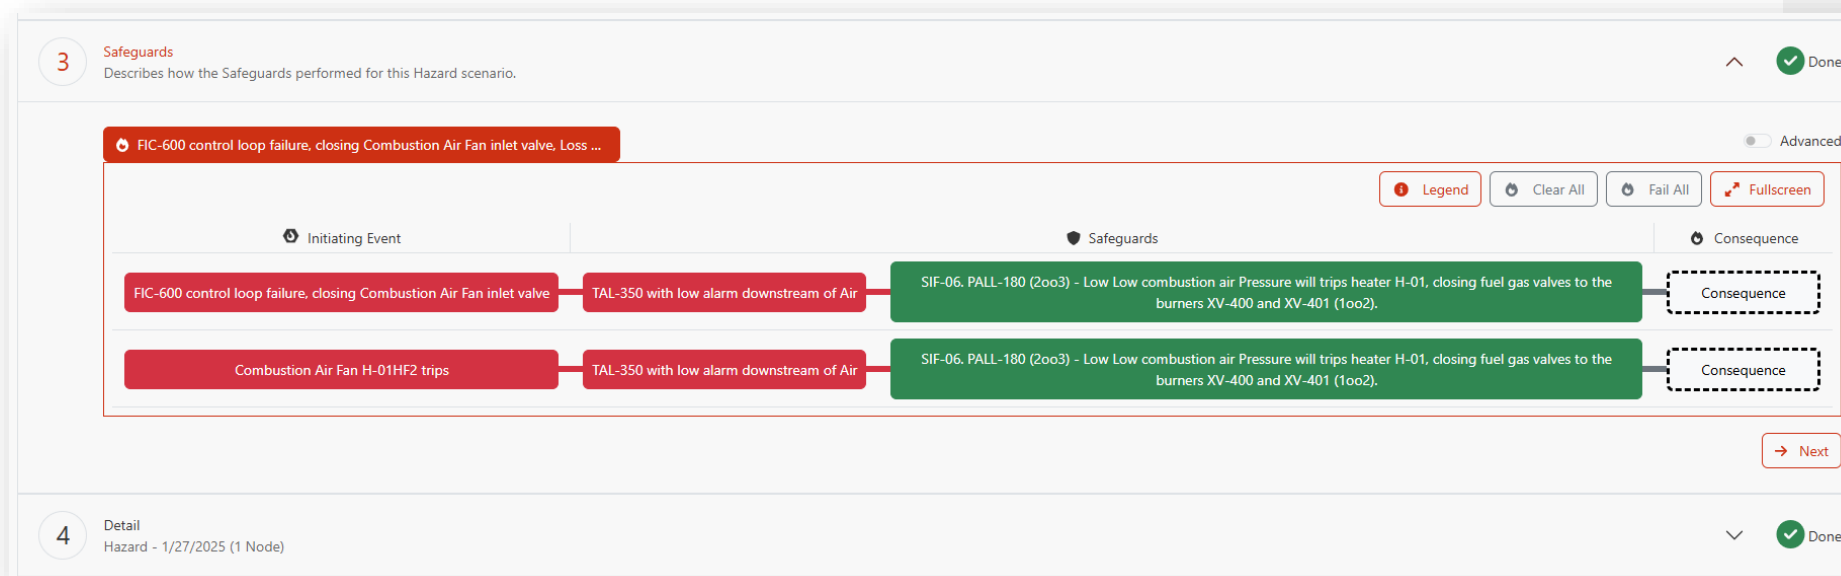 3
Safeguards
Describes how the Safeguards performed for this Hazard scenario.
Done
FIC-600 control loop failure, closing Combustion Air Fan inlet valve, Loss ...
Advanced
Legend
Clear All
Fail All
Fullscreen
Initiating Event
Safeguards
Consequence
FIC-600 control loop failure, closing Combustion Air Fan inlet valve
TAL-350 with low alarm downstream of Air
SIF-06. PALL-180 (2oo3) - Low Low combustion air Pressure will trips heater H-01, closing fuel gas valves to the
burners XV-400 and XV-401 (1oo2).
Consequence
Combustion Air Fan H-01HF2 trips
TAL-350 with low alarm downstream of Air
SIF-06. PALL-180 (2oo3) - Low Low combustion air Pressure will trips heater H-01, closing fuel gas valves to the
burners XV-400 and XV-401 (1oo2).
Consequence
Next
4
Detail
Hazard - 1/27/2025 (1 Node)
Done